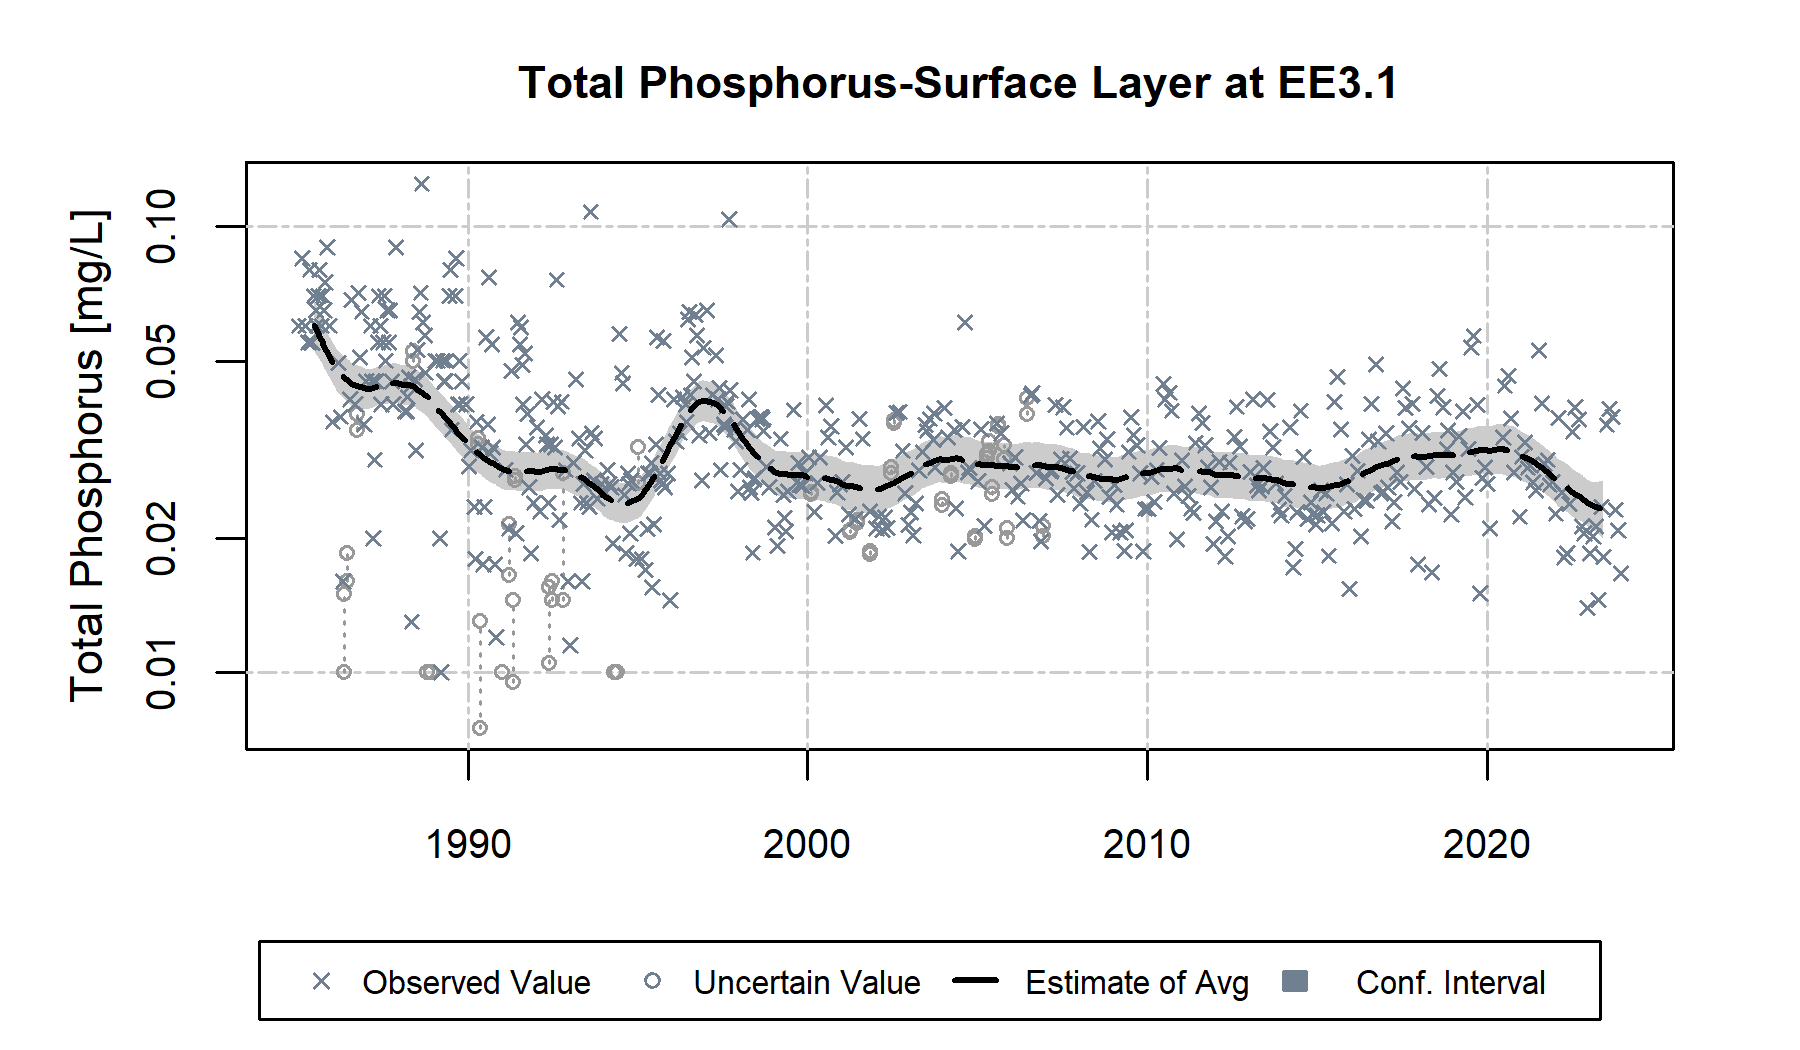 Total Phosphorus-Surface Layer at EE3.1
Total Phosphorus [mg/L]
0.10
0.05
0.02
0.01
1990 2000 2010 2020
Observed Value Uncertain Value Estimate of Avg Conf. Interval